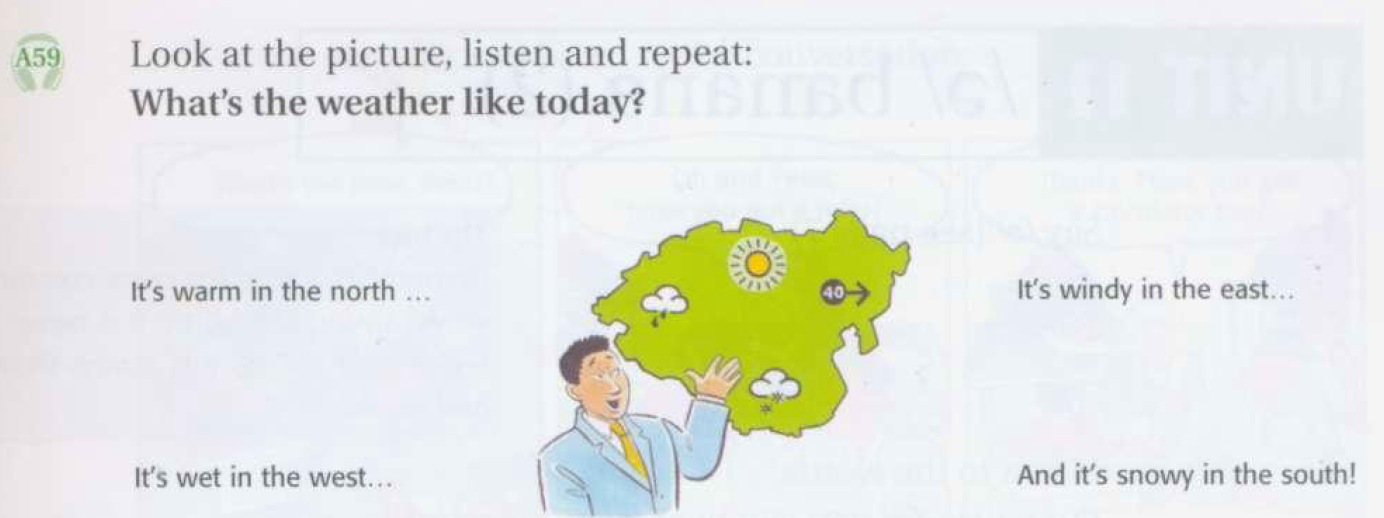 A59
Look at the picture, listen and repeat:
What's the weather like today?
It's warm in the north …
40
It's windy in the east…
It's wet in the west…
And it's snowy in the south!